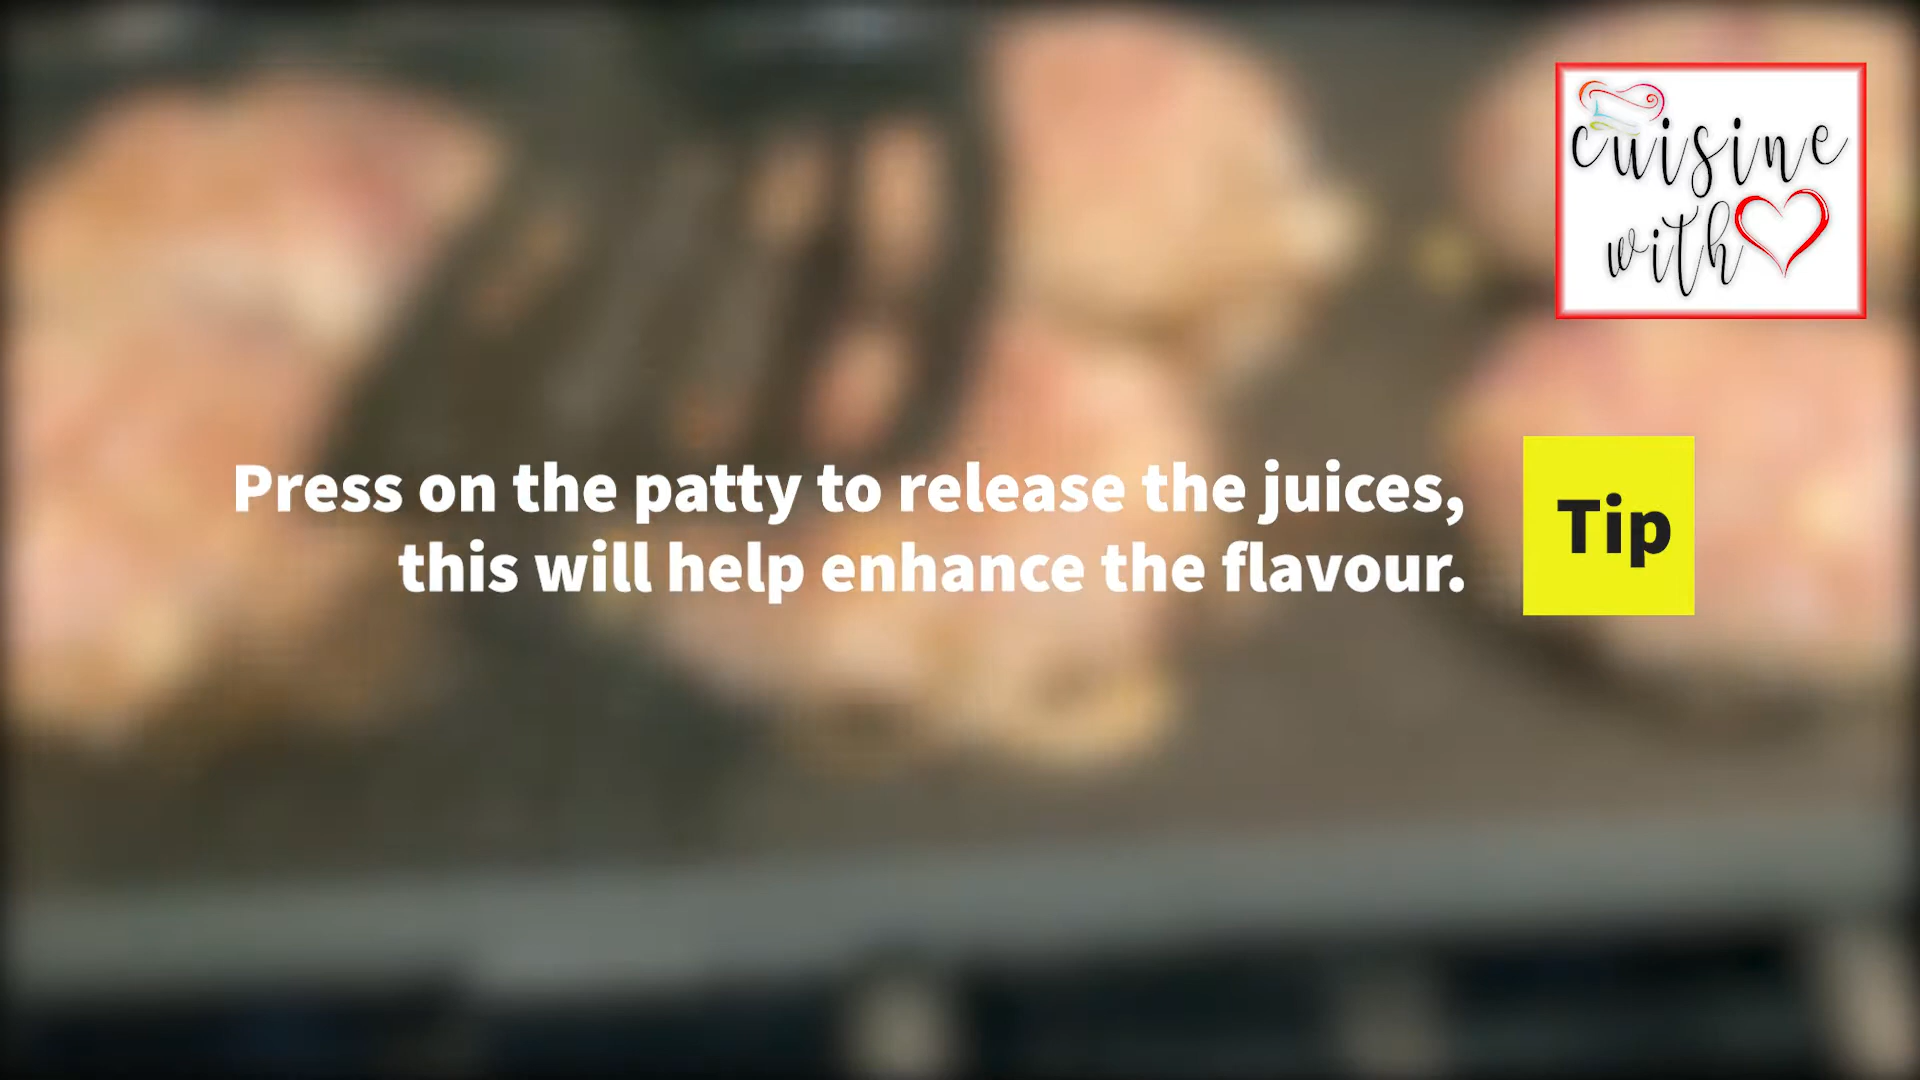 cuisine
with
Press on the patty to release the juices,
this will help enhance the flavour.
Tip